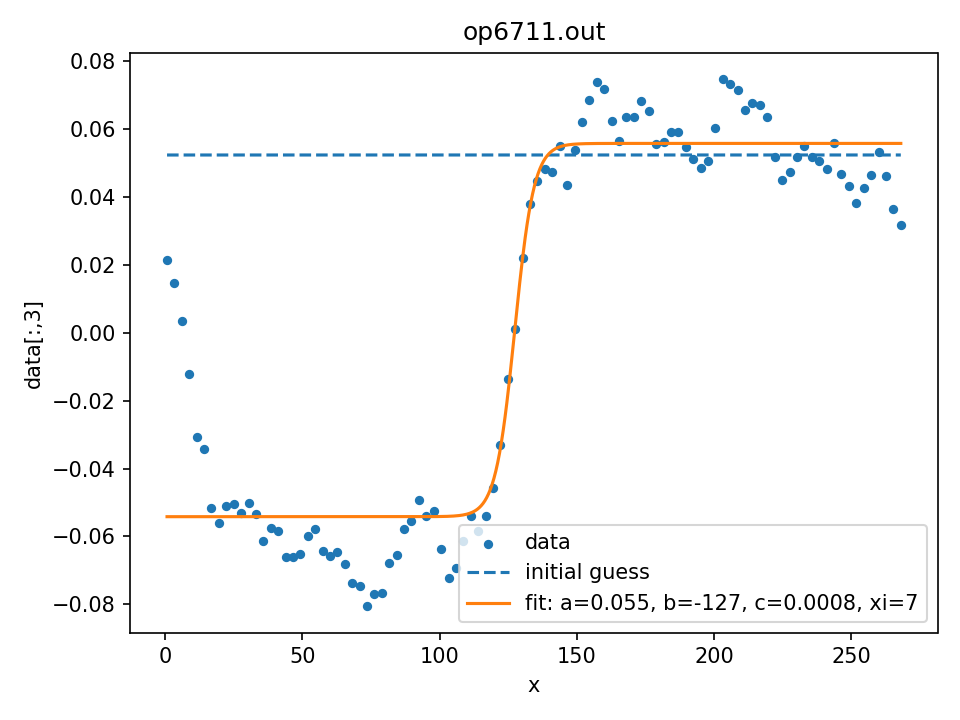 op6711.out
0.08
0.06
0.04
0.02
0.00
−0.02
−0.04
−0.06
−0.08
data[:,3]
data
initial guess
fit: a=0.055, b=-127, c=0.0008, xi=7
0 50 100 150 200 250
x